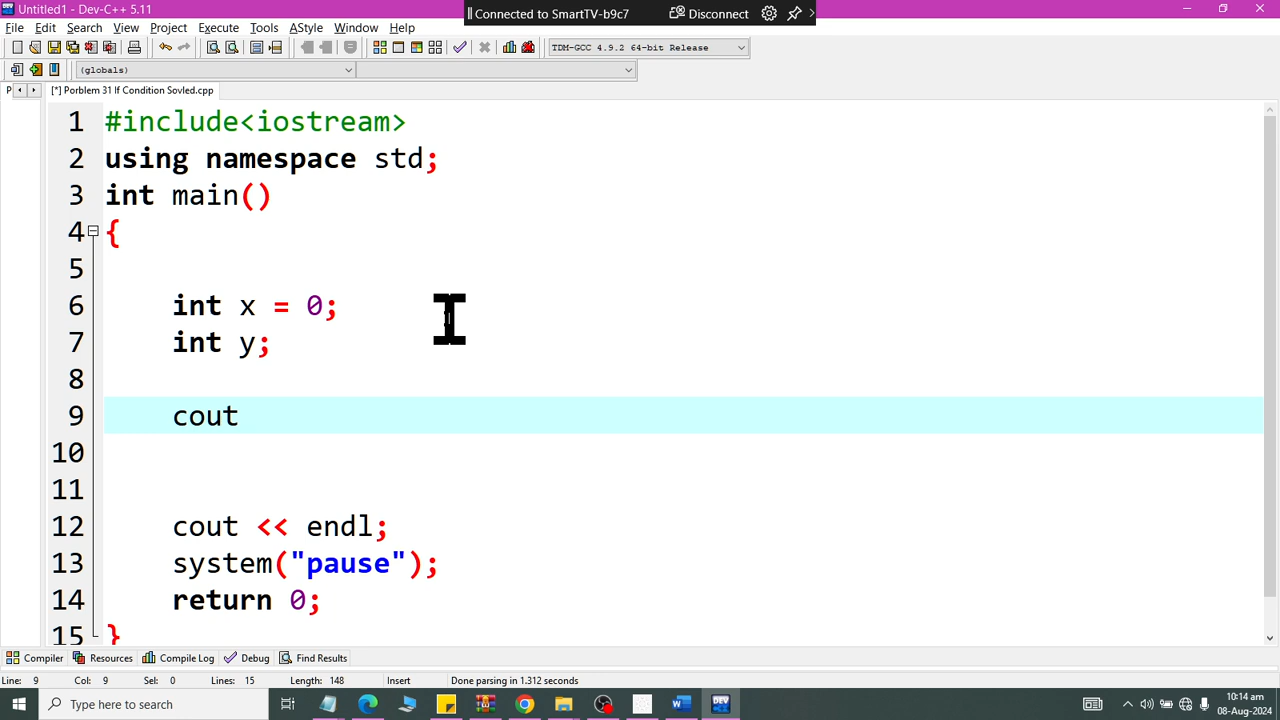 Untitled1 - Dev-C++ 5.11
Connected to SmartTV-b9c7 Disconnect
File Edit Search View Project Execute Tools AStyle Window Help
TDM-GCC 4.9.2 64-bit Release
(globals)
P [*] Porblem 31 If Condition Sovled.cpp
1 #include<iostream>
2 using namespace std;
3 int main()
4 {
5
6 int x = 0;
7 int y;
8
9 cout
10
11
12 cout << endl;
13 system("pause");
14 return 0;
15 }
Compiler Resources Compile Log Debug Find Results
Line: 9 Col: 9 Sel: 0 Lines: 15 Length: 148 Insert Done parsing in 1.312 seconds
Type here to search
10:14 am
08-Aug-2024